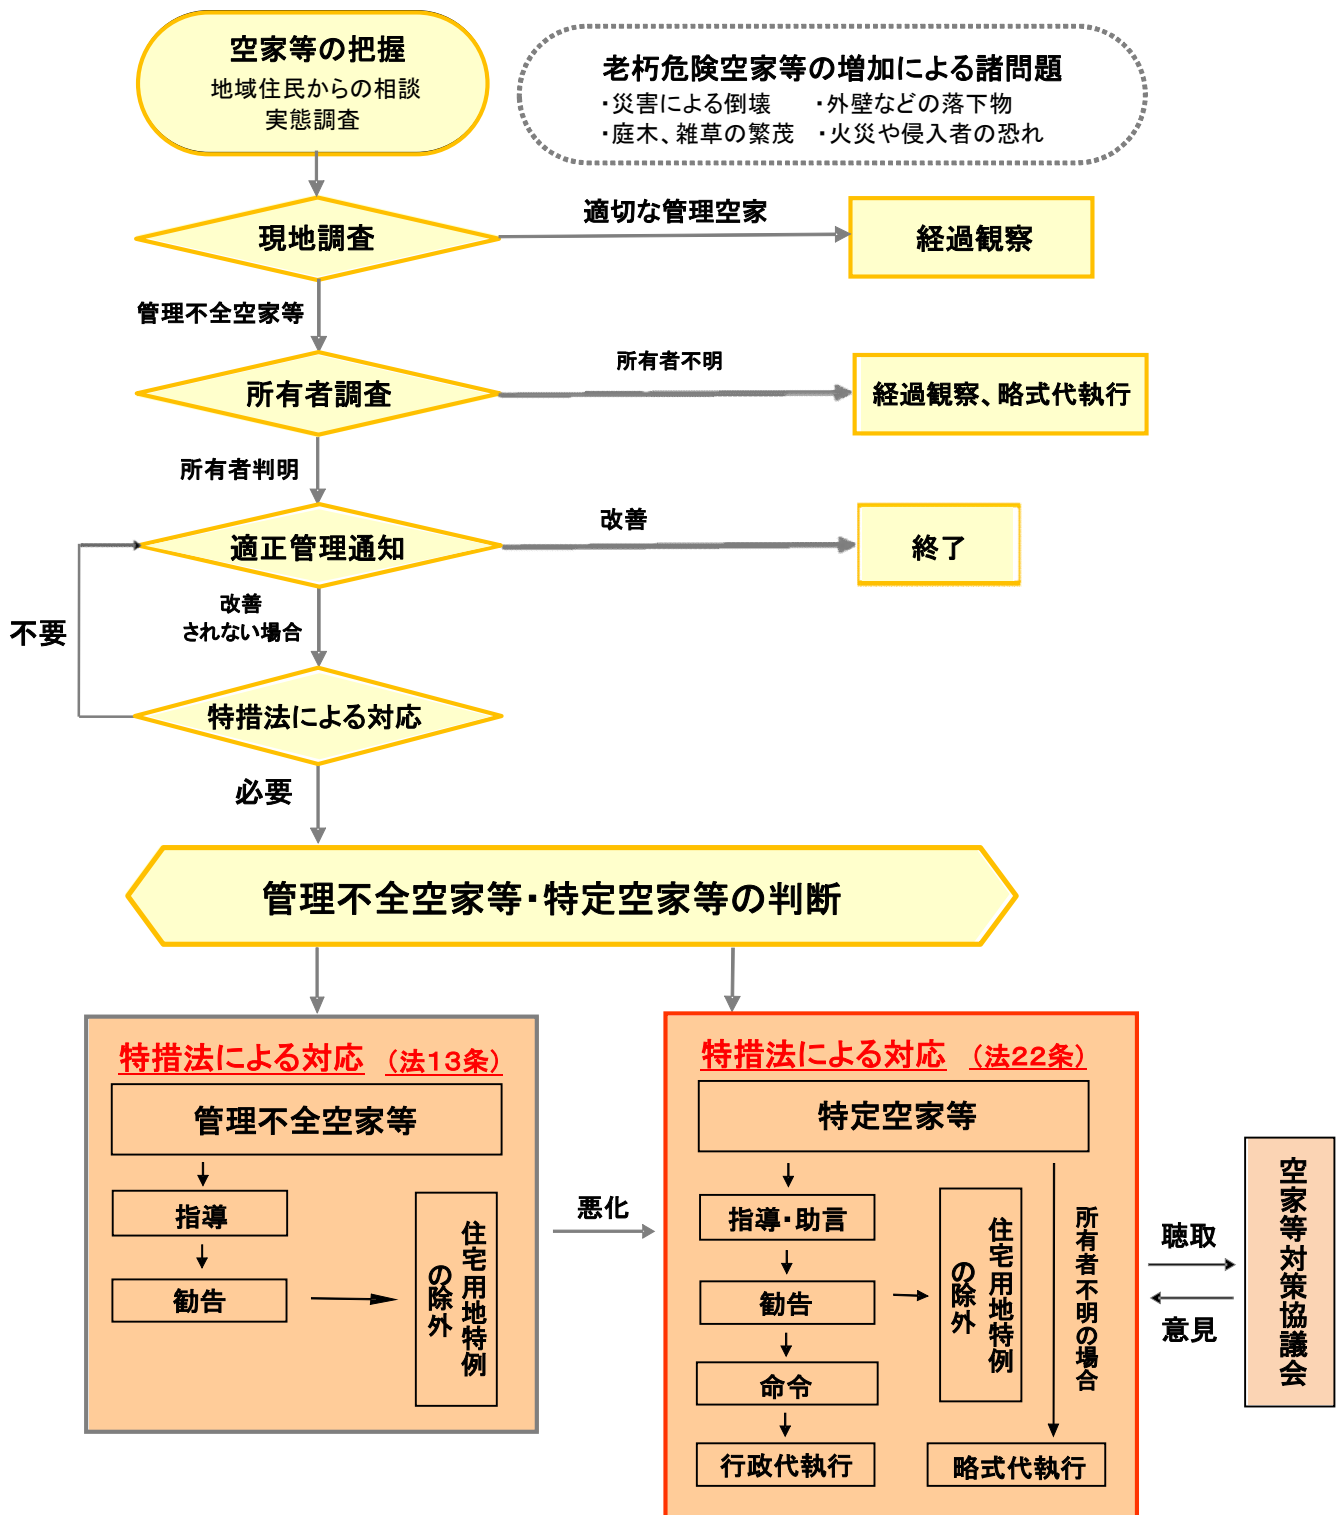 空家等の把握
地域住民からの相談
実態調査
老朽危険空家等の増加による諸問題
・災害による倒壊　　・外壁などの落下物
・庭木、雑草の繁茂　・火災や侵入者の恐れ
現地調査
適切な管理空家
経過観察
管理不全空家等
所有者調査
所有者不明
経過観察、略式代執行
所有者判明
適正管理通知
改善
終了
改善
されない場合
不要
特措法による対応
必要
管理不全空家等・特定空家等の判断
特措法による対応（法１３条）
管理不全空家等
指導
勧告
住宅用地特例
の除外
悪化
特措法による対応（法２２条）
特定空家等
指導・助言
勧告
命令
行政代執行
住宅用地特例
の除外
所有者不明の場合
略式代執行
聴取
意見
空家等対策協議会